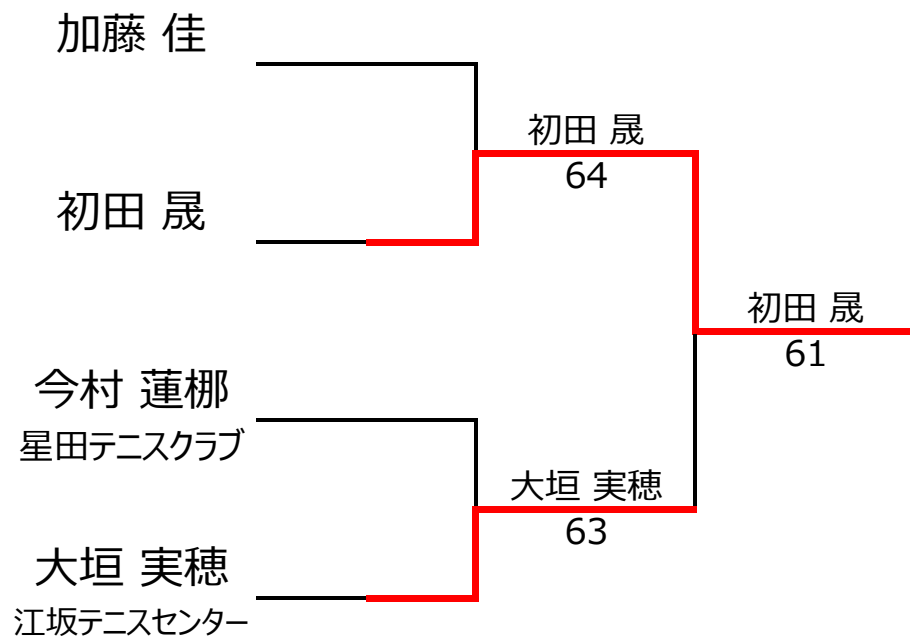 加藤 佳
初田 晟
64
初田 晟
初田 晟
61
今村 蓮梛
星田テニスクラブ
大垣 実穂
63
大垣 実穂
江坂テニスセンター